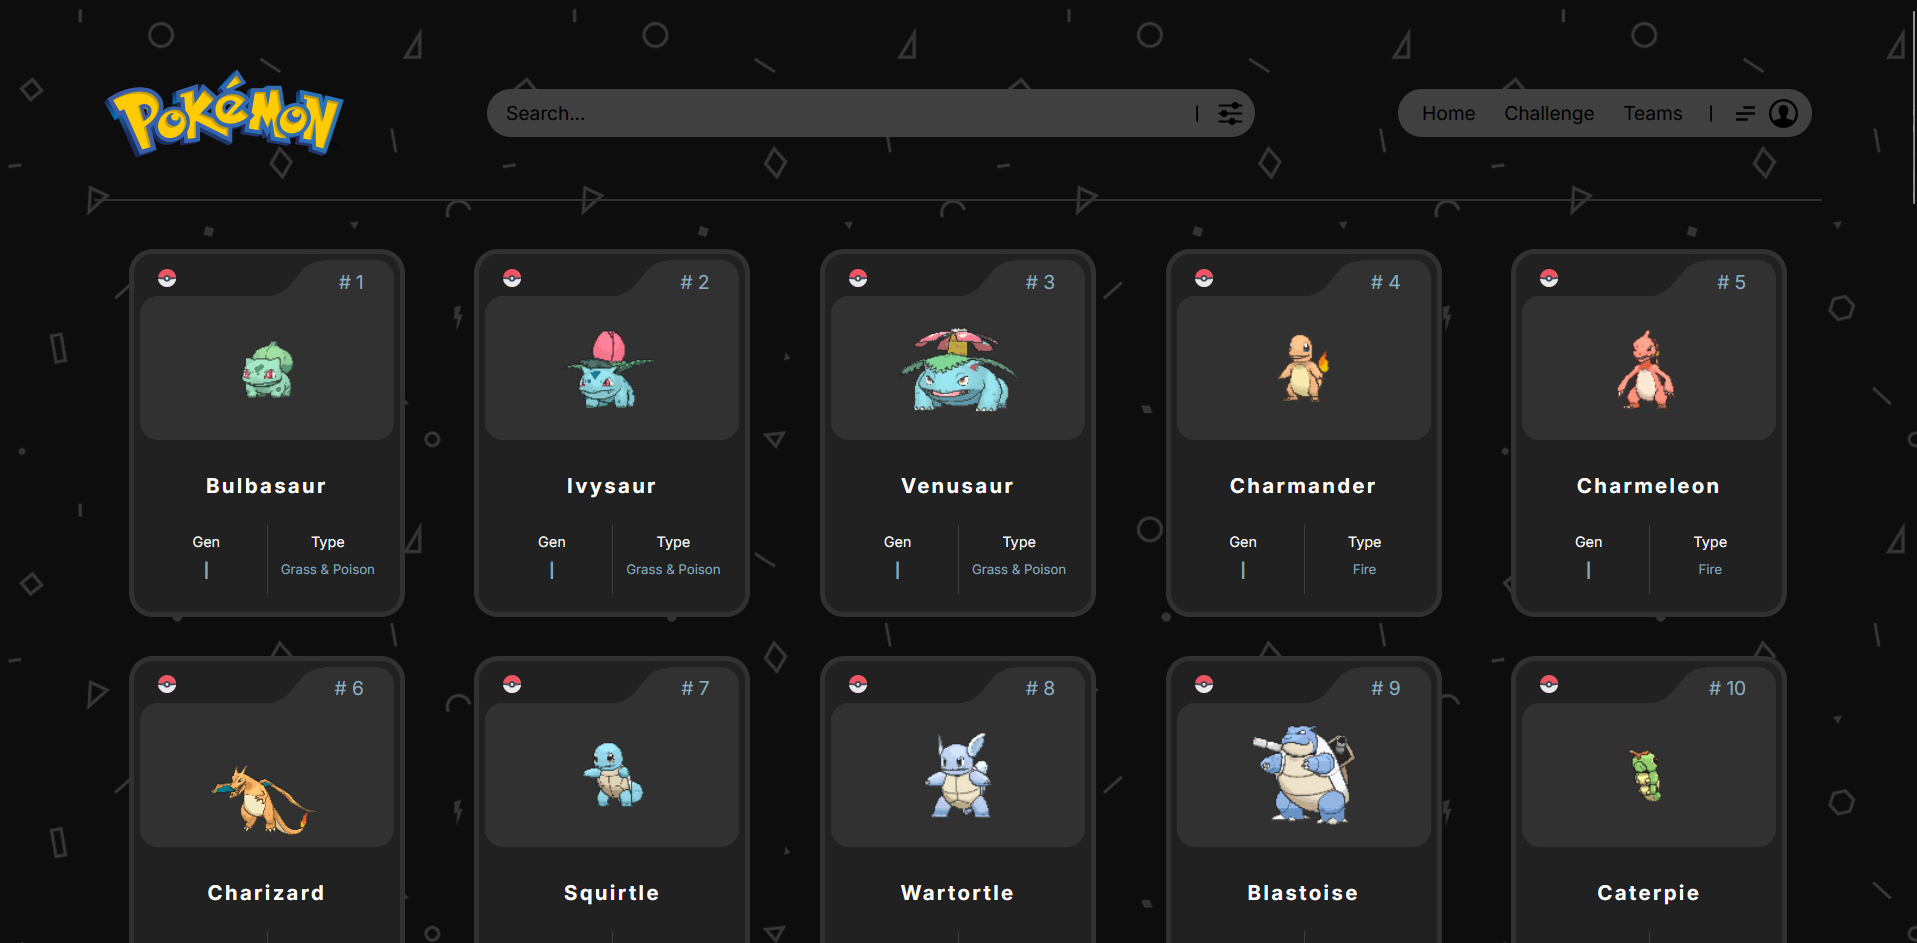 POKéMON
Search... |
Home Challenge Teams |
# 1
# 2
# 3
# 4
# 5
Bulbasaur
Ivysaur
Venusaur
Charmander
Charmeleon
Gen Type
I Grass & Poison
Gen Type
I Grass & Poison
Gen Type
I Grass & Poison
Gen Type
I Fire
Gen Type
I Fire
# 6
# 7
# 8
# 9
# 10
Charizard
Squirtle
Wartortle
Blastoise
Caterpie